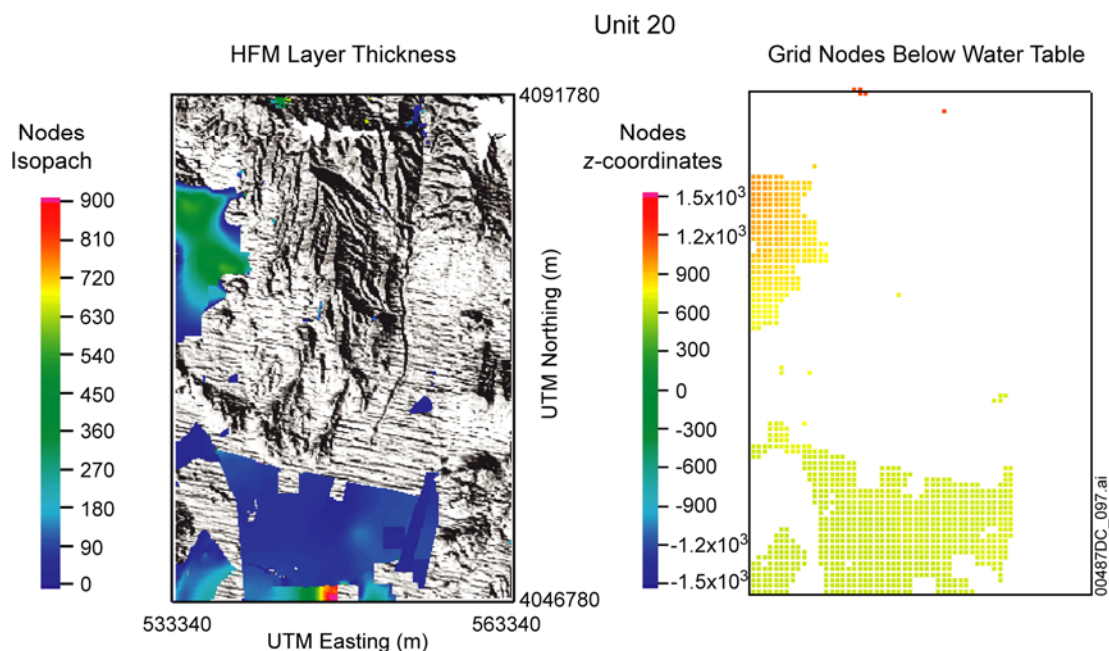 Unit 20
HFM Layer Thickness
Grid Nodes Below Water Table
Nodes
Isopach
900
810
720
630
540
450
360
270
180
90
0
4091780
UTM Northing (m)
4046780
533340
563340
UTM Easting (m)
Nodes
z-coordinates
1.5x10³
1.2x10³
900
600
300
0
-300
-600
-900
-1.2x10³
-1.5x10³
00487DC_097.ai